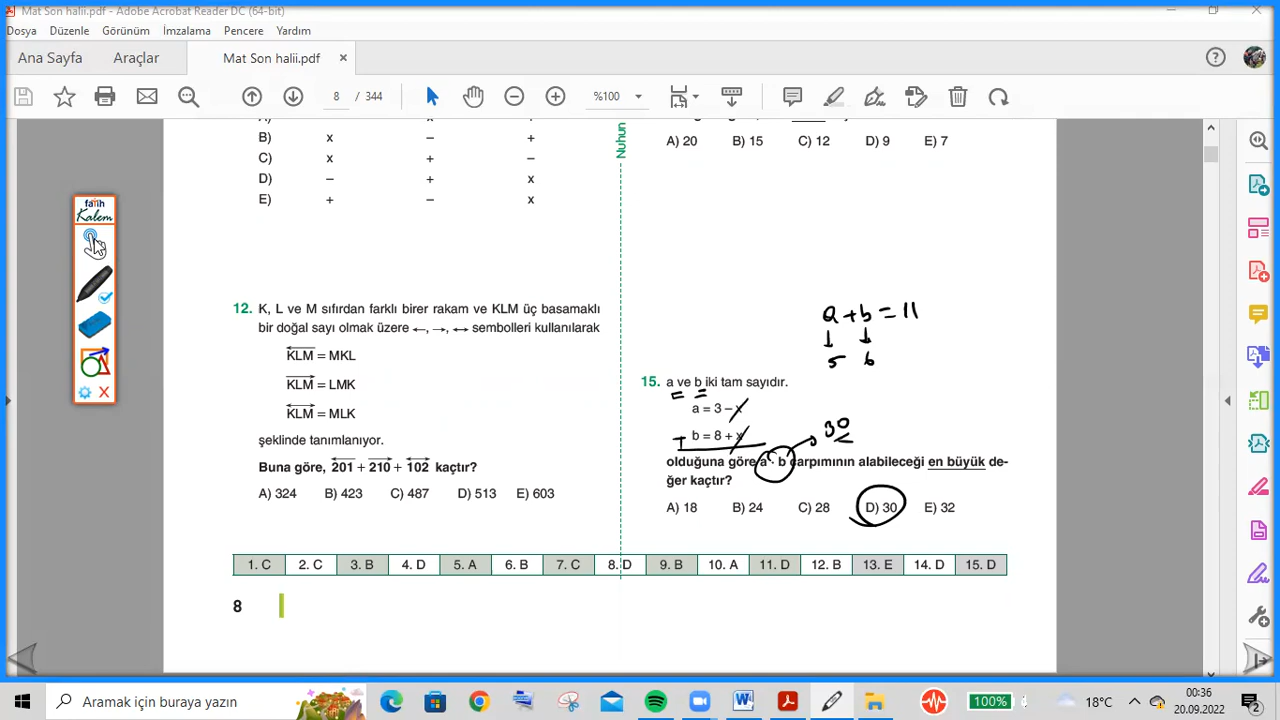 Mat Son halii.pdf - Adobe Acrobat Reader DC (64-bit)
Dosya Düzenle Görünüm İmzalama Pencere Yardım
Ana Sayfa Araçlar Mat Son halii.pdf ×
8 / 344 %100
B) x – +
C) x + –
D) – + x
E) + – x
fatih
Kalem
12. K, L ve M sıfırdan farklı birer rakam ve KLM üç basamaklı
bir doğal sayı olmak üzere ←, →, ↔ sembolleri kullanılarak
KLM = MKL
KLM = LMK
KLM = MLK
şeklinde tanımlanıyor.
Buna göre, 201 + 210 + 102 kaçtır?
A) 324 B) 423 C) 487 D) 513 E) 603
Nuhun
A) 20 B) 15 C) 12 D) 9 E) 7
a + b = 11
↓ ↓
5 6
15. a ve b iki tam sayıdır.
a = 3 – x
b = 8 + x
30
olduğuna göre a · b çarpımının alabileceği en büyük de-
ğer kaçtır?
A) 18 B) 24 C) 28 D) 30 E) 32
1. C 2. C 3. B 4. D 5. A 6. B 7. C 8. D 9. B 10. A 11. D 12. B 13. E 14. D 15. D
8
Aramak için buraya yazın
100% 18°C 00:36
20.09.2022 2